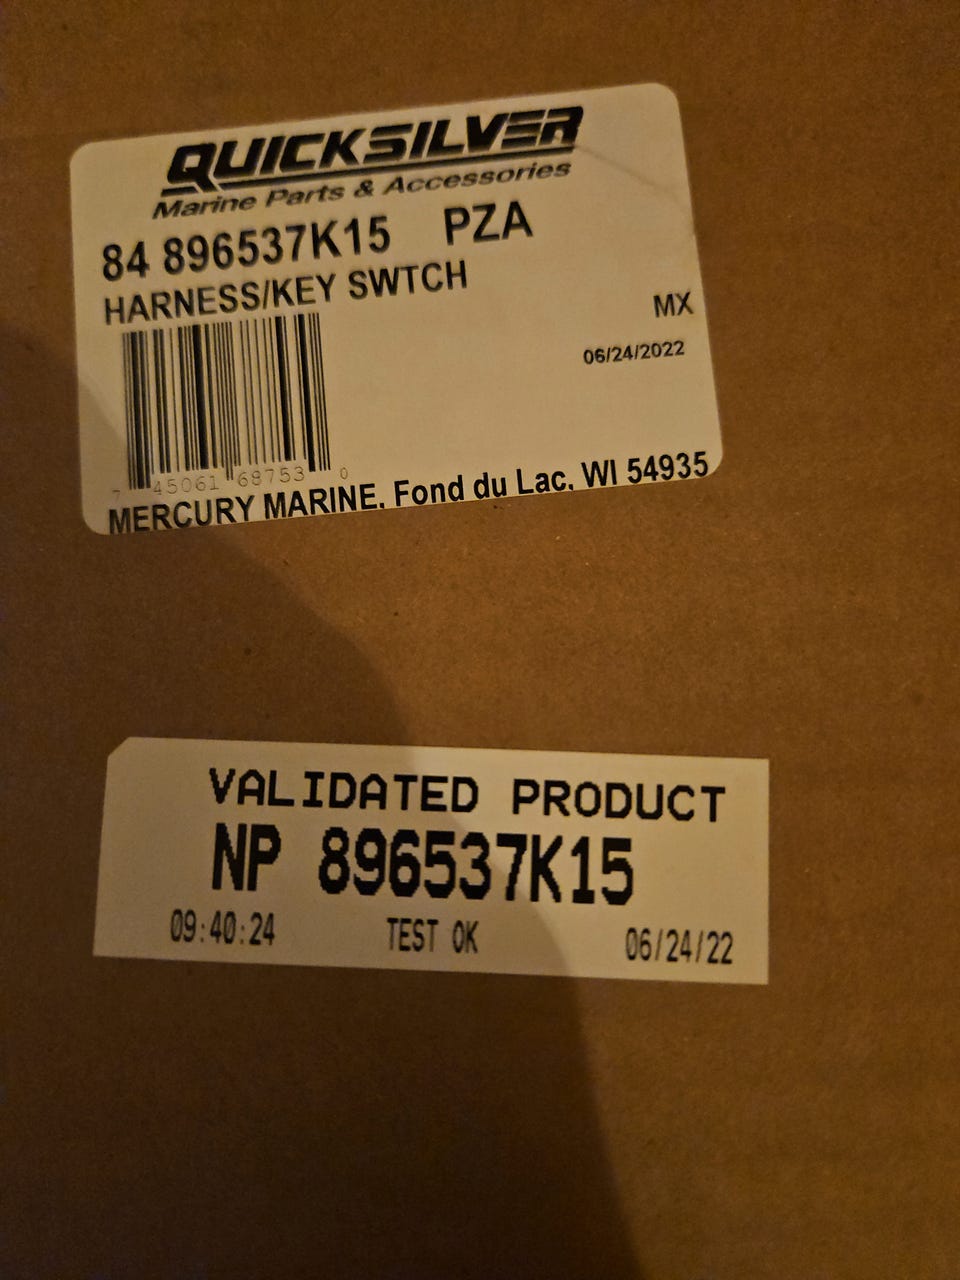 QUICKSILVER
Marine Parts & Accessories
84 896537K15 PZA
HARNESS/KEY SWTCH
MX
06/24/2022
7 45061 68753 0
MERCURY MARINE, Fond du Lac, WI 54935
VALIDATED PRODUCT
NP 896537K15
09:40:24 TEST OK 06/24/22